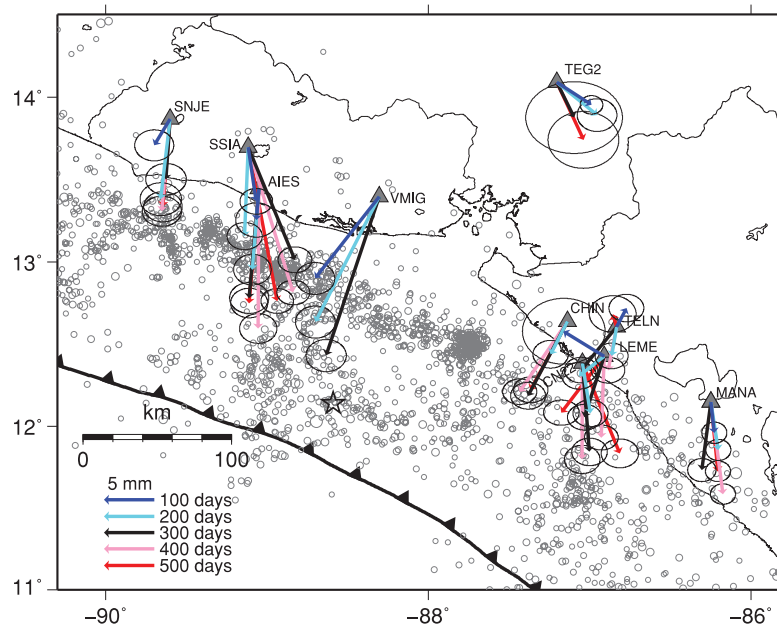 TEG2
14°
SNJE
SSIA
AIES
VMIG
13°
CHIN
TELN
LEME
MANA
12°
km
0
100
5 mm
100 days
200 days
300 days
400 days
500 days
11°
−90°
−88°
−86°